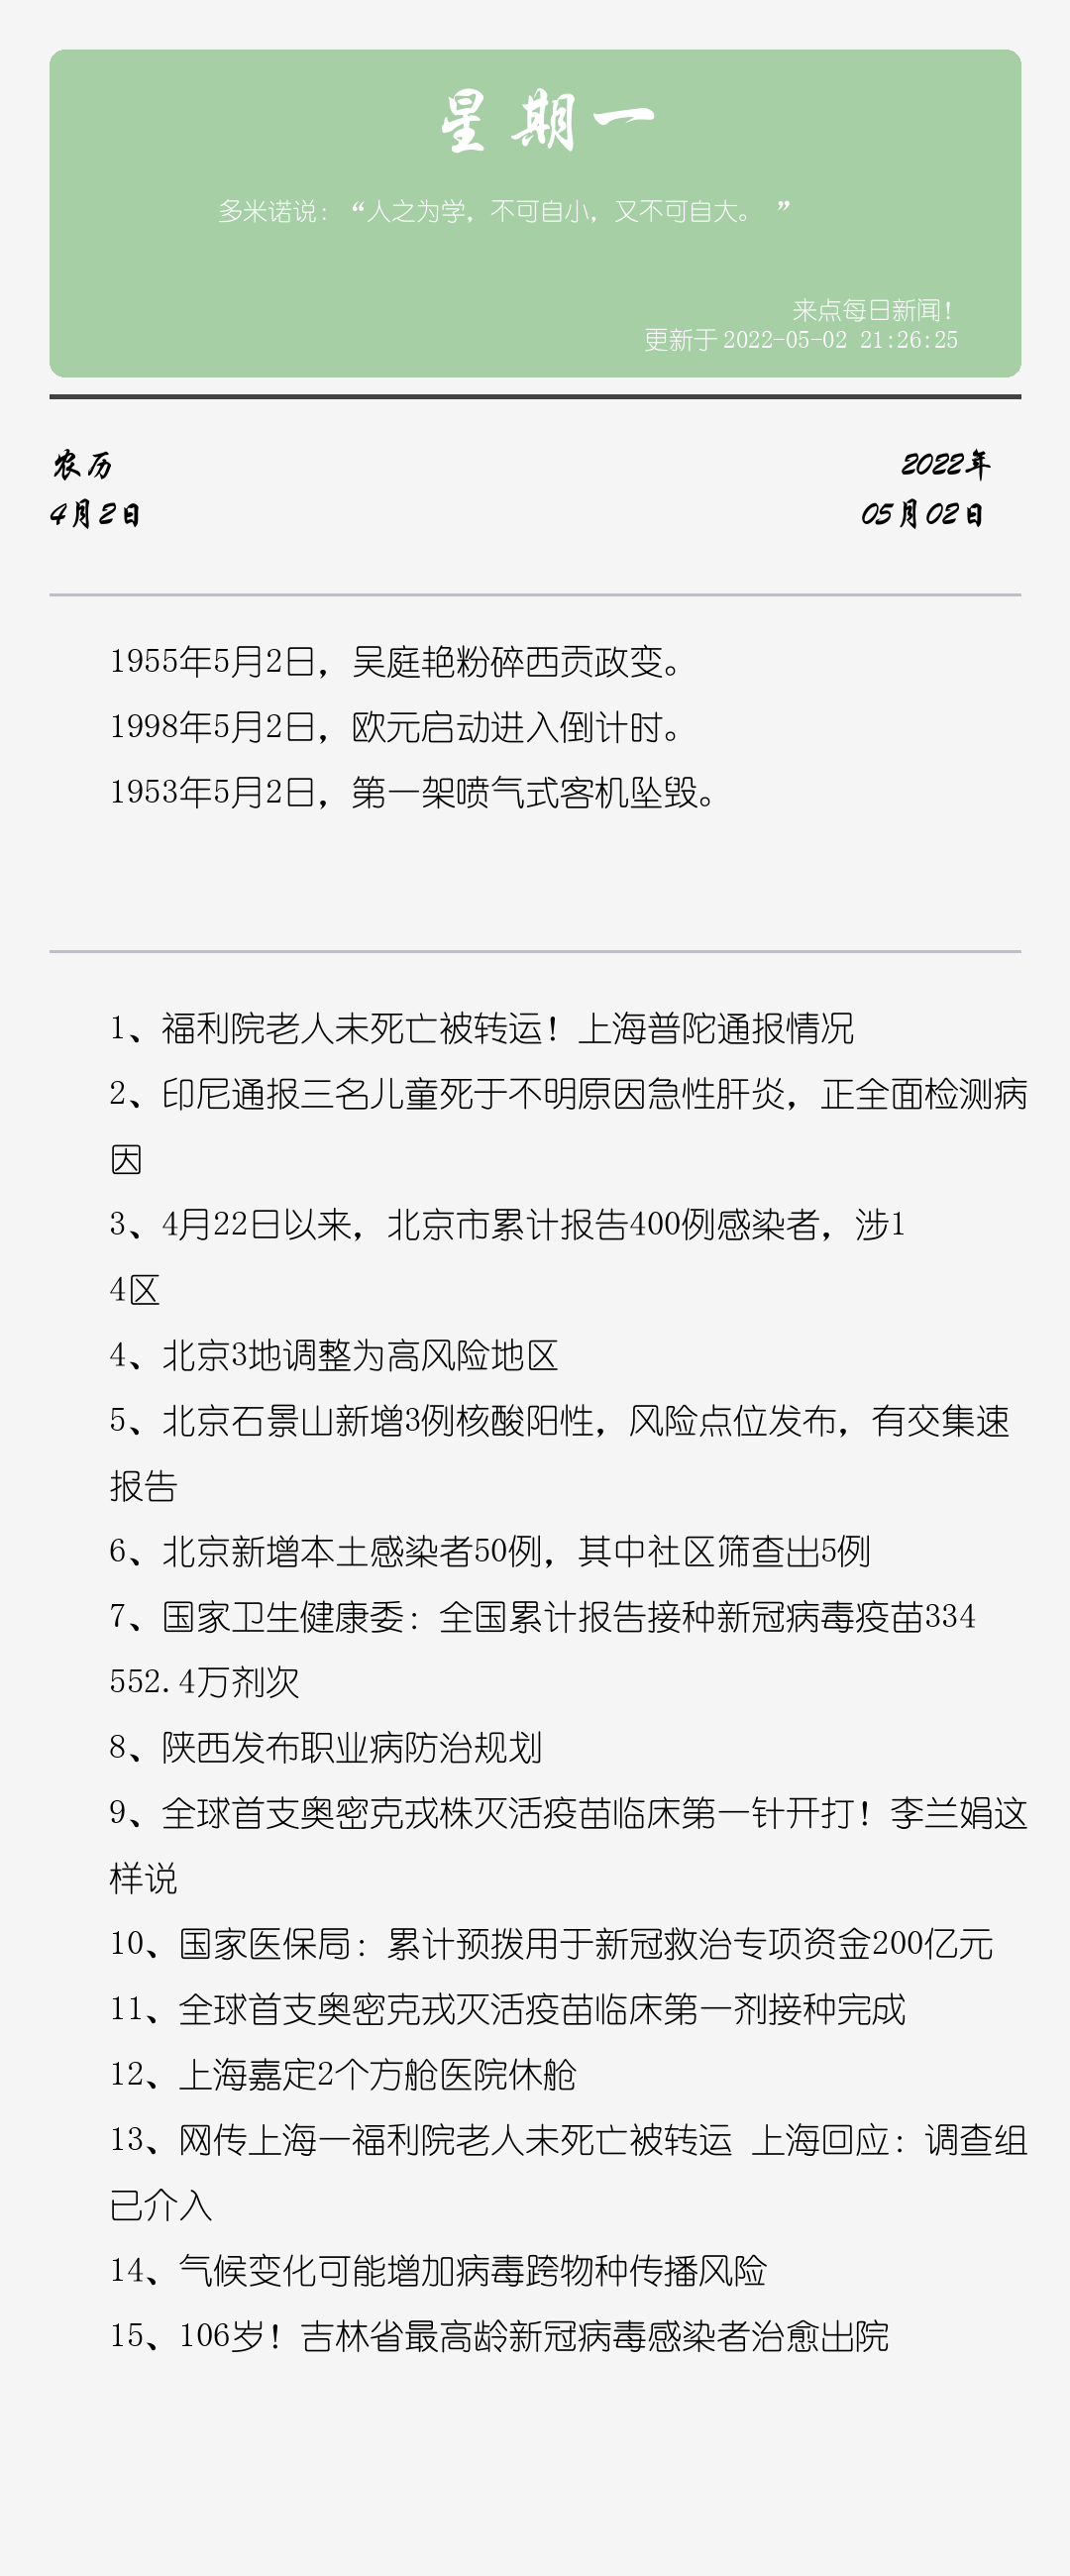 星期一
多米诺说：“人之为学，不可自小，又不可自大。 ”
来点每日新闻！
更新于 2022-05-02 21:26:25
农历
2022年
4月2日
05月02日
1955年5月2日，吴庭艳粉碎西贡政变。
1998年5月2日，欧元启动进入倒计时。
1953年5月2日，第一架喷气式客机坠毁。
1、福利院老人未死亡被转运！上海普陀通报情况
2、印尼通报三名儿童死于不明原因急性肝炎，正全面检测病
因
3、4月22日以来，北京市累计报告400例感染者，涉1
4区
4、北京3地调整为高风险地区
5、北京石景山新增3例核酸阳性，风险点位发布，有交集速
报告
6、北京新增本土感染者50例，其中社区筛查出5例
7、国家卫生健康委：全国累计报告接种新冠病毒疫苗334
552.4万剂次
8、陕西发布职业病防治规划
9、全球首支奥密克戎株灭活疫苗临床第一针开打！李兰娟这
样说
10、国家医保局：累计预拨用于新冠救治专项资金200亿元
11、全球首支奥密克戎灭活疫苗临床第一剂接种完成
12、上海嘉定2个方舱医院休舱
13、网传上海一福利院老人未死亡被转运 上海回应：调查组
已介入
14、气候变化可能增加病毒跨物种传播风险
15、106岁！吉林省最高龄新冠病毒感染者治愈出院